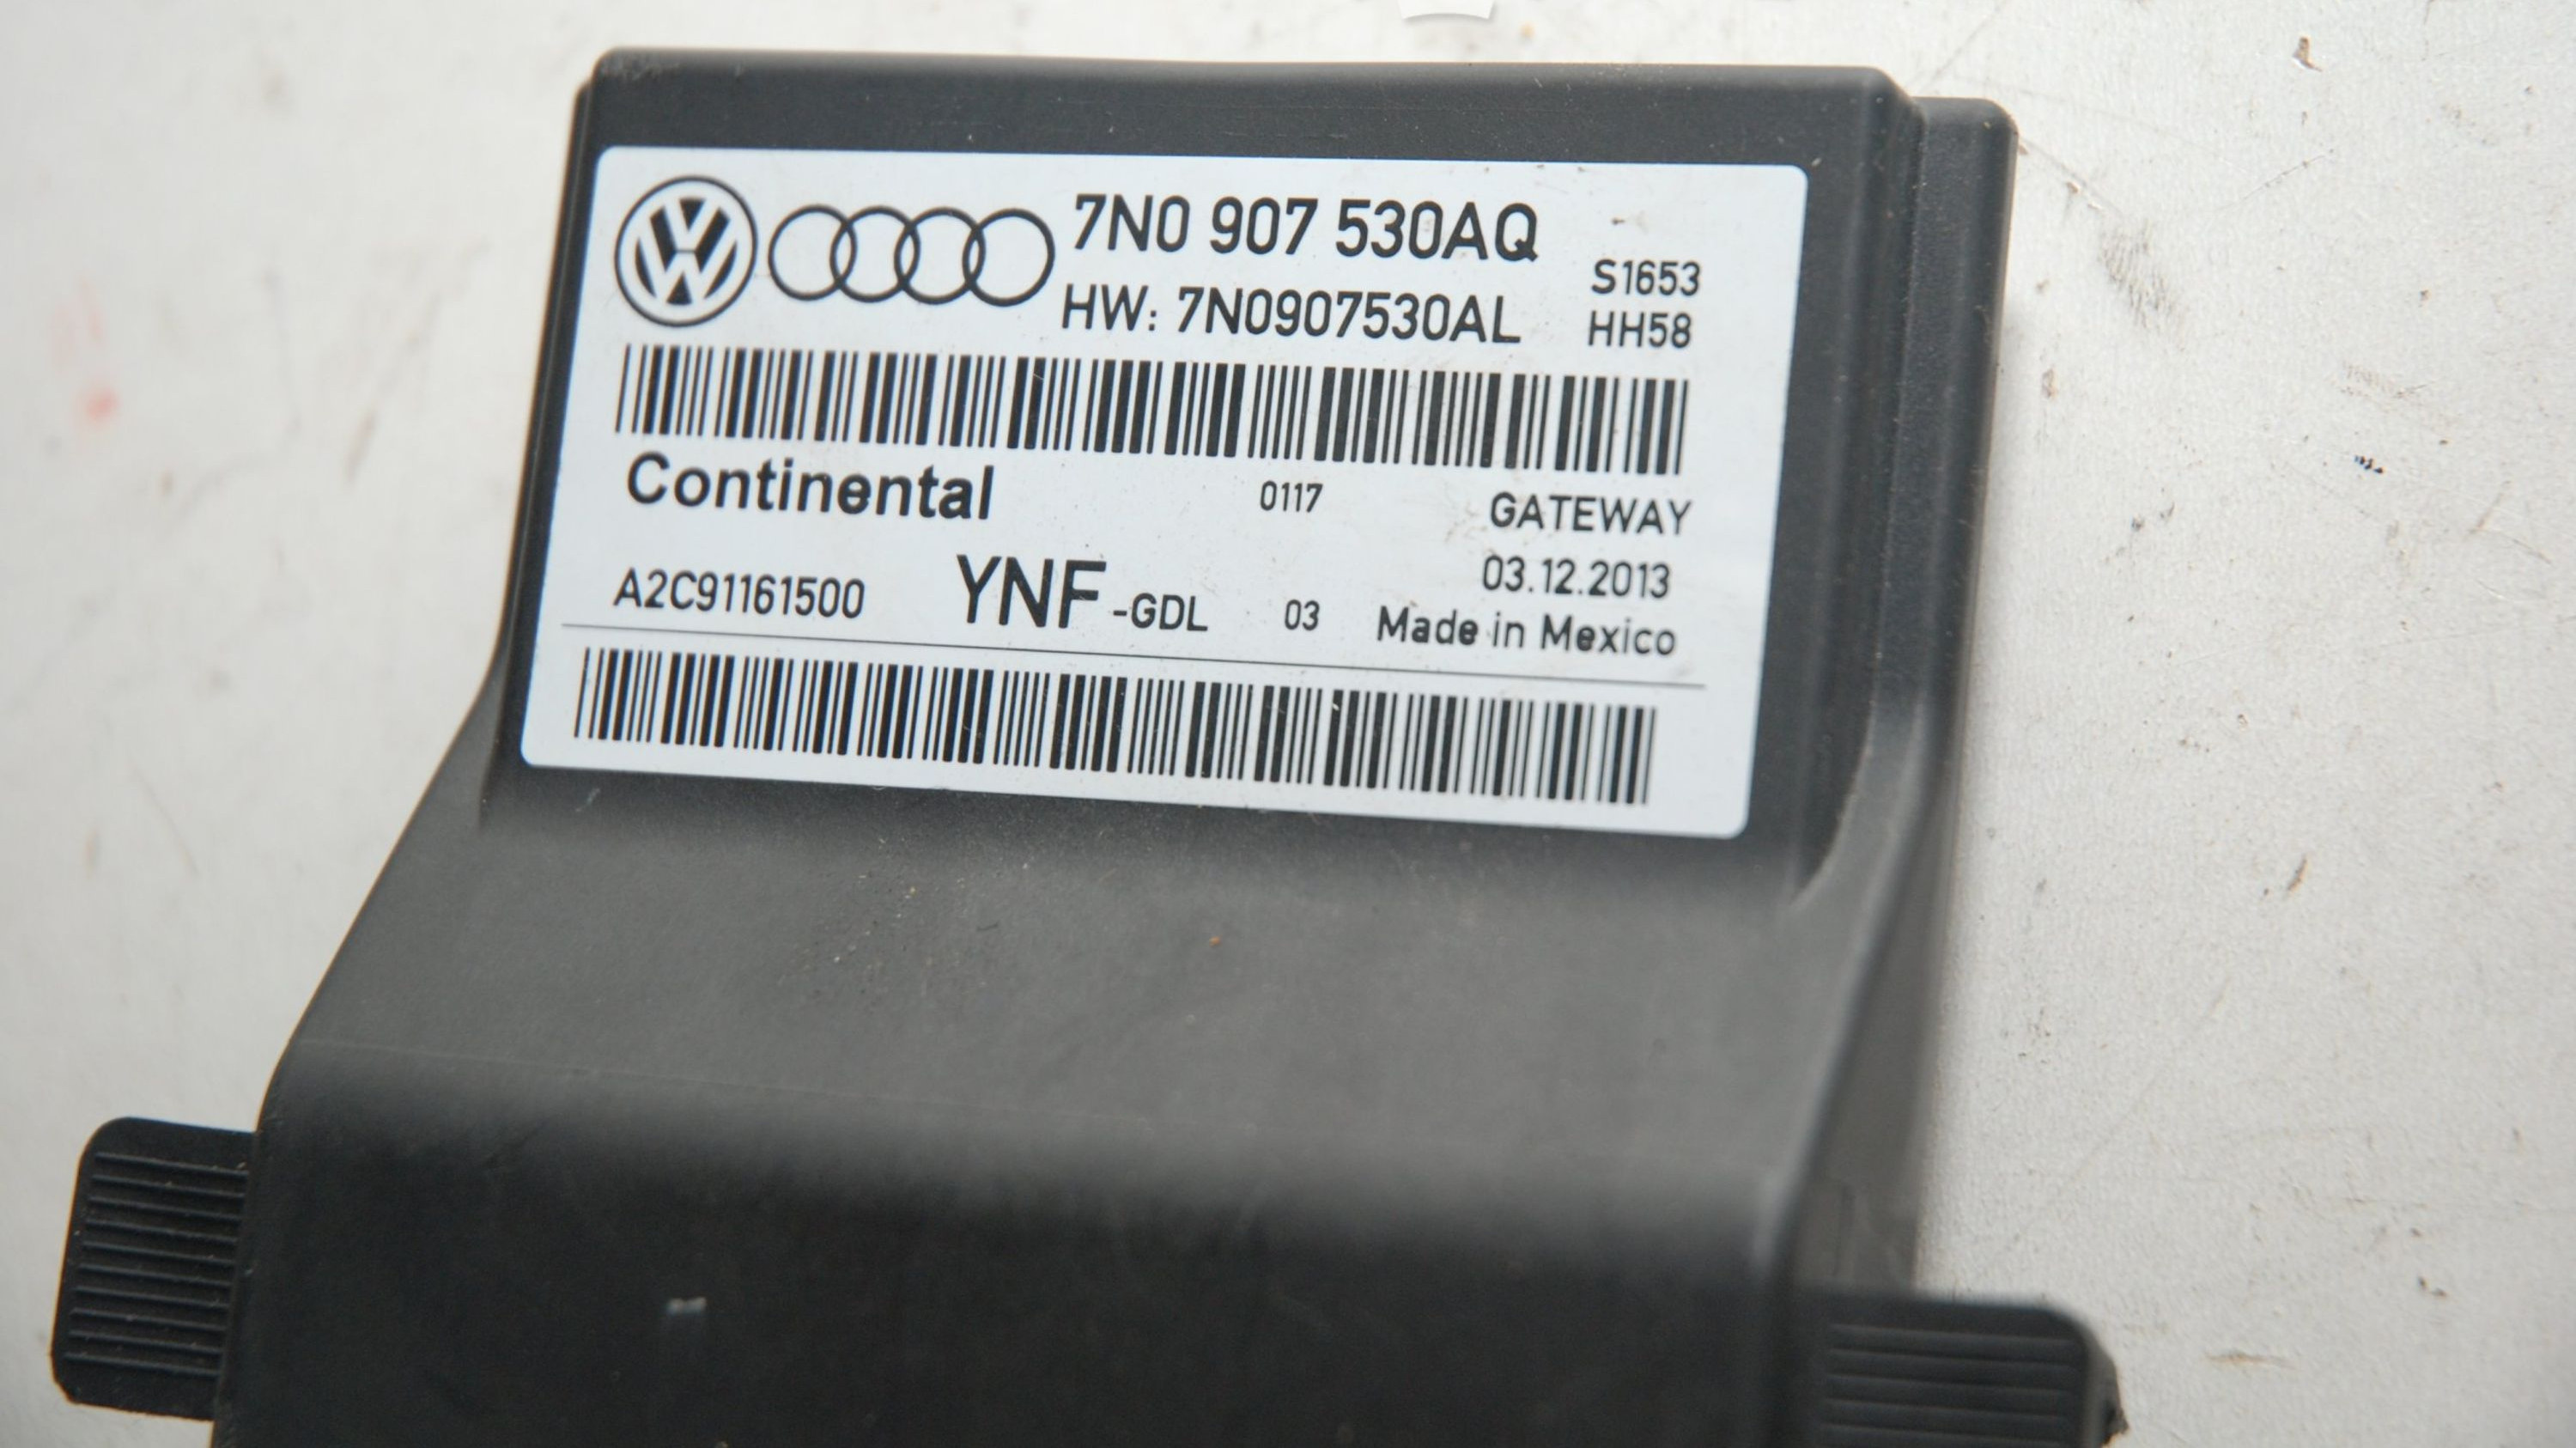 7N0 907 530AQ
HW: 7N0907530AL
S1653
HH58
Continental 0117 GATEWAY
03.12.2013
A2C91161500 YNF -GDL 03 Made in Mexico